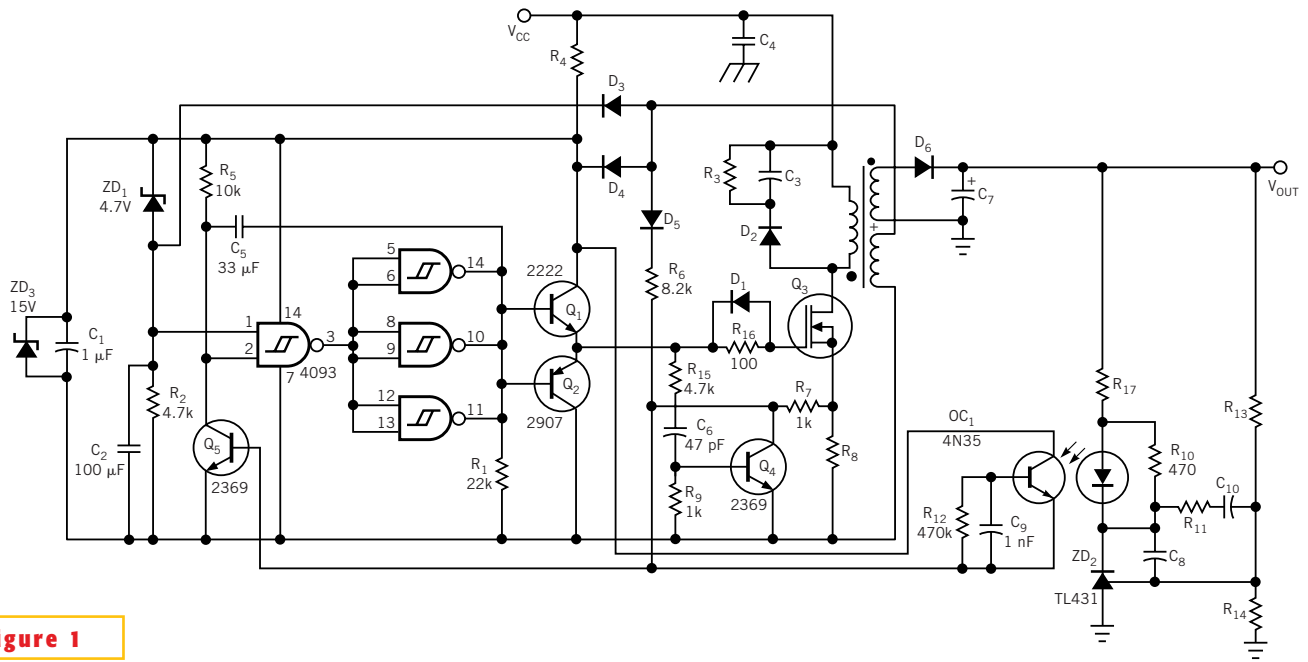 VCC
R4
C4
D3
D6
ZD1
4.7V
R5
10k
D4
R3
C3
C7
VOUT
D5
D2
C5
33 µF
5
6
14
2222
R6
8.2k
ZD3
15V
C1
1 µF
Q1
D1
Q3
1
2
14
3
8
9
10
R16
100
7
4093
R2
4.7k
Q2
R15
4.7k
R17
12
13
11
2907
R7
1k
OC1
4N35
R13
C2
100 µF
Q5
2369
R1
22k
C6
47 pF
Q4
2369
R8
R10
470
C10
R9
1k
R12
470k
C9
1 nF
R11
ZD2
TL431
C8
R14
+
+
gure 1